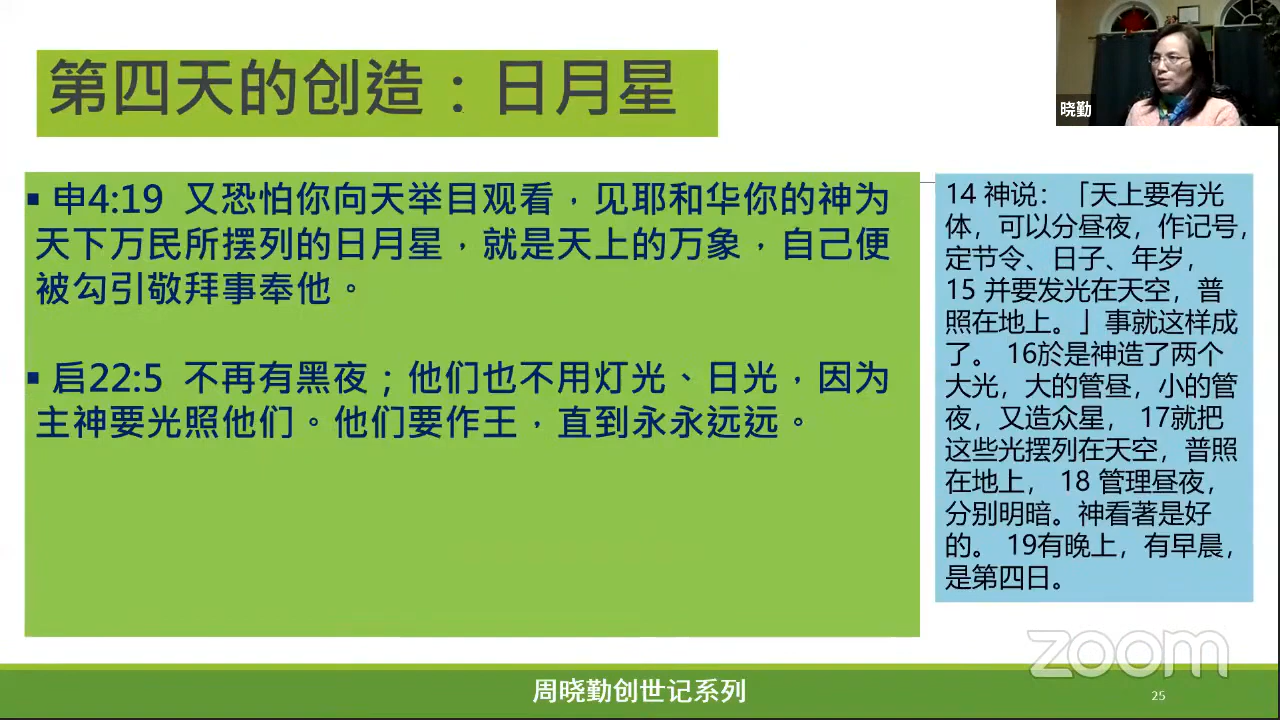 第四天的创造：日月星
晓勤
▪ 申4:19 又恐怕你向天举目观看，见耶和华你的神为
天下万民所摆列的日月星，就是天上的万象，自己便
被勾引敬拜事奉他。
▪ 启22:5 不再有黑夜；他们也不用灯光、日光，因为
主神要光照他们。他们要作王，直到永永远远。
14 神说：「天上要有光
体，可以分昼夜，作记号，
定节令、日子、年岁，
15 并要发光在天空，普
照在地上。」事就这样成
了。 16於是神造了两个
大光，大的管昼，小的管
夜，又造众星， 17就把
这些光摆列在天空，普照
在地上， 18 管理昼夜，
分别明暗。神看著是好
的。 19有晚上，有早晨，
是第四日。
zoom
周晓勤创世记系列
25